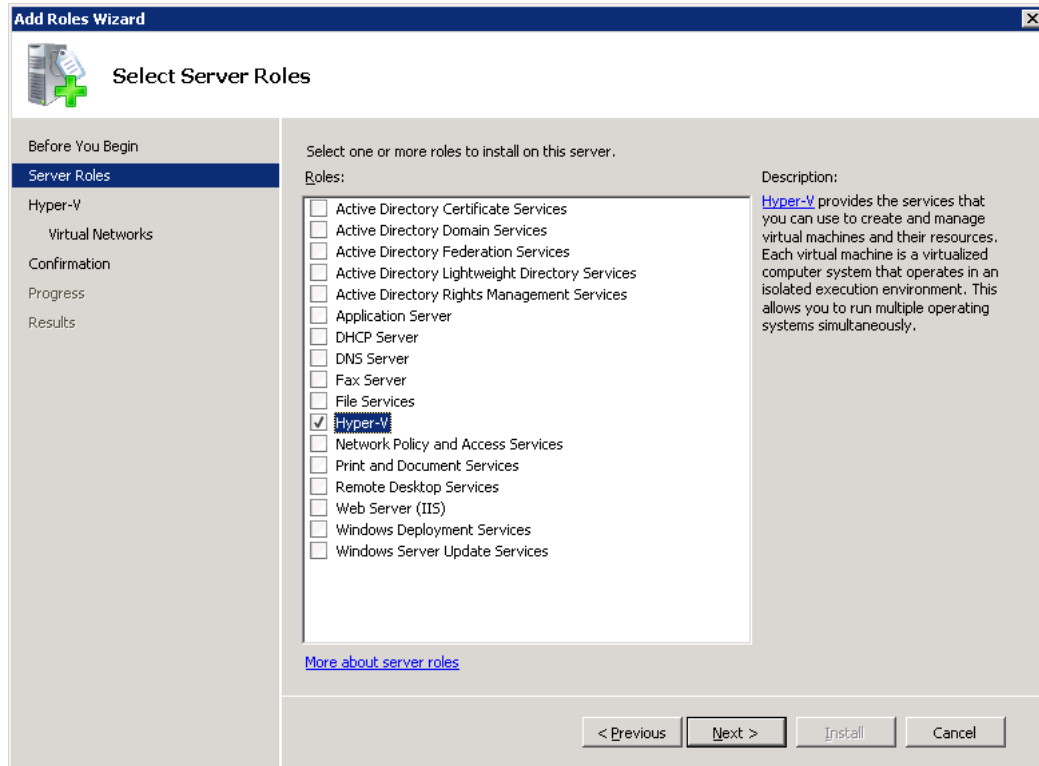 Add Roles Wizard
Select Server Roles
Before You Begin
Server Roles
Hyper-V
Virtual Networks
Confirmation
Progress
Results
Select one or more roles to install on this server.
Roles:
Active Directory Certificate Services
Active Directory Domain Services
Active Directory Federation Services
Active Directory Lightweight Directory Services
Active Directory Rights Management Services
Application Server
DHCP Server
DNS Server
Fax Server
File Services
Hyper-V
Network Policy and Access Services
Print and Document Services
Remote Desktop Services
Web Server (IIS)
Windows Deployment Services
Windows Server Update Services
More about server roles
Description:
Hyper-V provides the services that
you can use to create and manage
virtual machines and their resources.
Each virtual machine is a virtualized
computer system that operates in an
isolated execution environment. This
allows you to run multiple operating
systems simultaneously.
< Previous
Next >
Install
Cancel